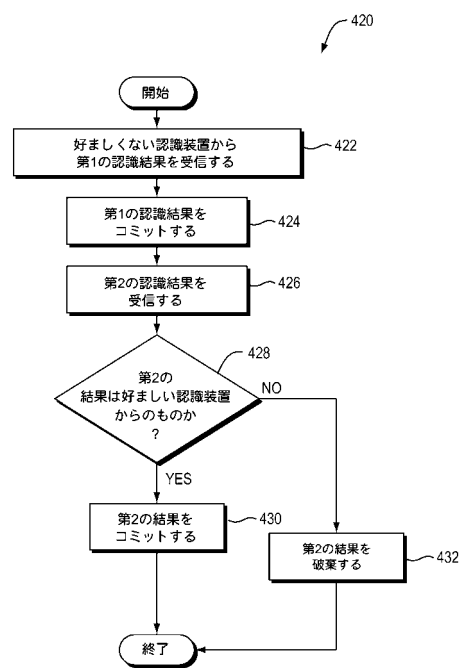 420
開始
好ましくない認識装置から
第1の認識結果を受信する
422
第1の認識結果を
コミットする
424
第2の認識結果を
受信する
426
428
第2の
結果は好ましい認識装置
からのものか
?
NO
YES
第2の結果を
コミットする
430
第2の結果を
破棄する
432
終了